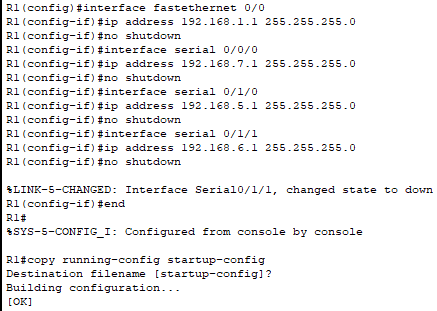 R1(config)#interface fastethernet 0/0
R1(config-if)#ip address 192.168.1.1 255.255.255.0
R1(config-if)#no shutdown
R1(config-if)#interface serial 0/0/0
R1(config-if)#ip address 192.168.7.1 255.255.255.0
R1(config-if)#no shutdown
R1(config-if)#interface serial 0/1/0
R1(config-if)#ip address 192.168.5.1 255.255.255.0
R1(config-if)#no shutdown
R1(config-if)#interface serial 0/1/1
R1(config-if)#ip address 192.168.6.1 255.255.255.0
R1(config-if)#no shutdown

%LINK-5-CHANGED: Interface Serial0/1/1, changed state to down
R1(config-if)#end
R1#
%SYS-5-CONFIG_I: Configured from console by console

R1#copy running-config startup-config
Destination filename [startup-config]?
Building configuration...
[OK]